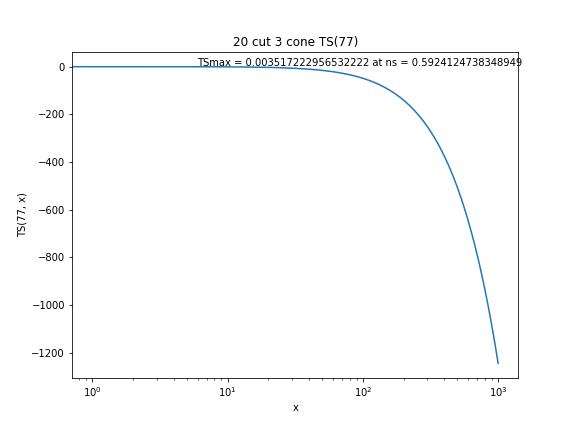 20 cut 3 cone TS(77)
TSmax = 0.003517222956532222 at ns = 0.5924124738348949
0
−200
−400
−600
−800
−1000
−1200
TS(77, x)
10⁰
10¹
10²
10³
x